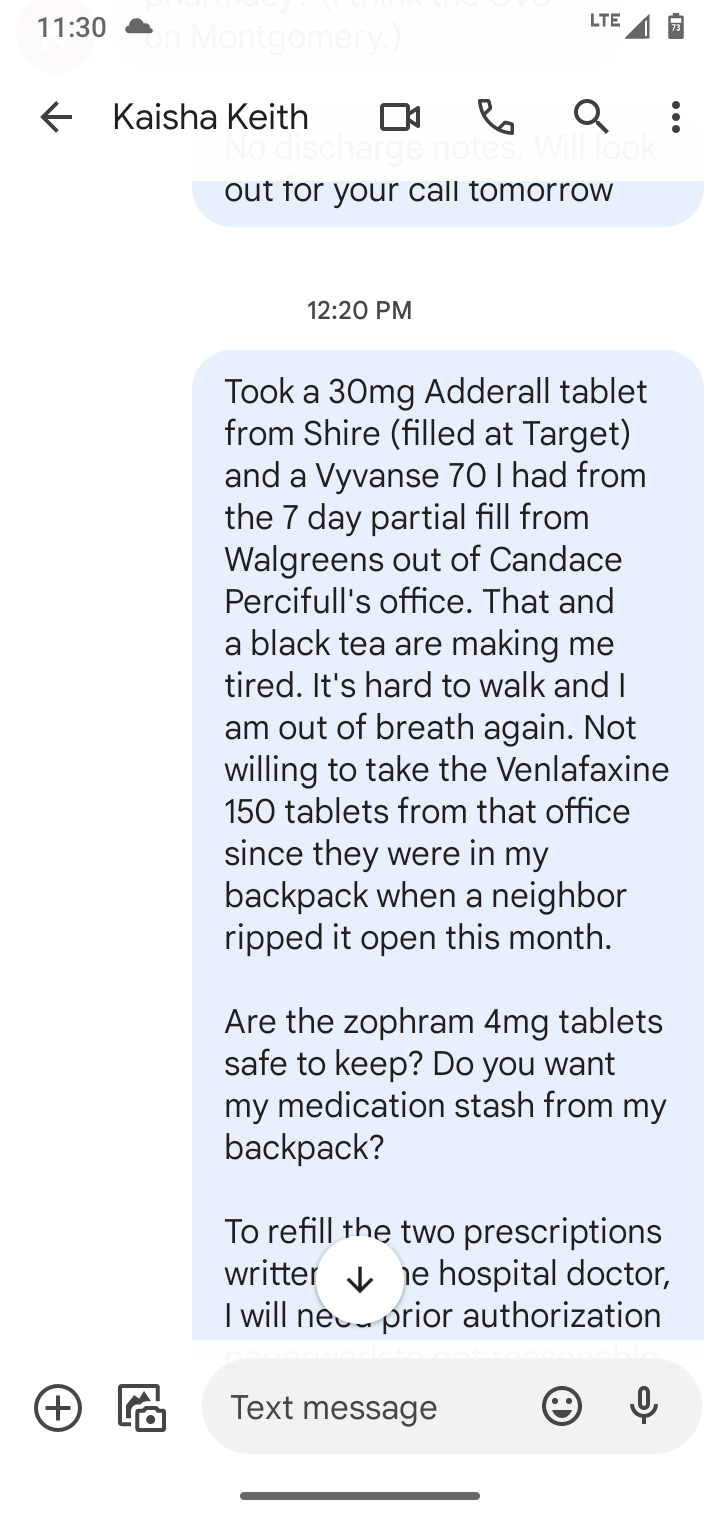 11:30
LTE
73
on Montgomery.)
Kaisha Keith
No discharge notes. Will look
out for your call tomorrow
12:20 PM
Took a 30mg Adderall tablet
from Shire (filled at Target)
and a Vyvanse 70 I had from
the 7 day partial fill from
Walgreens out of Candace
Percifull's office. That and
a black tea are making me
tired. It's hard to walk and I
am out of breath again. Not
willing to take the Venlafaxine
150 tablets from that office
since they were in my
backpack when a neighbor
ripped it open this month.
Are the zophram 4mg tablets
safe to keep? Do you want
my medication stash from my
backpack?
To refill the two prescriptions
hospital doctor,
I will need prior authorization
Text message